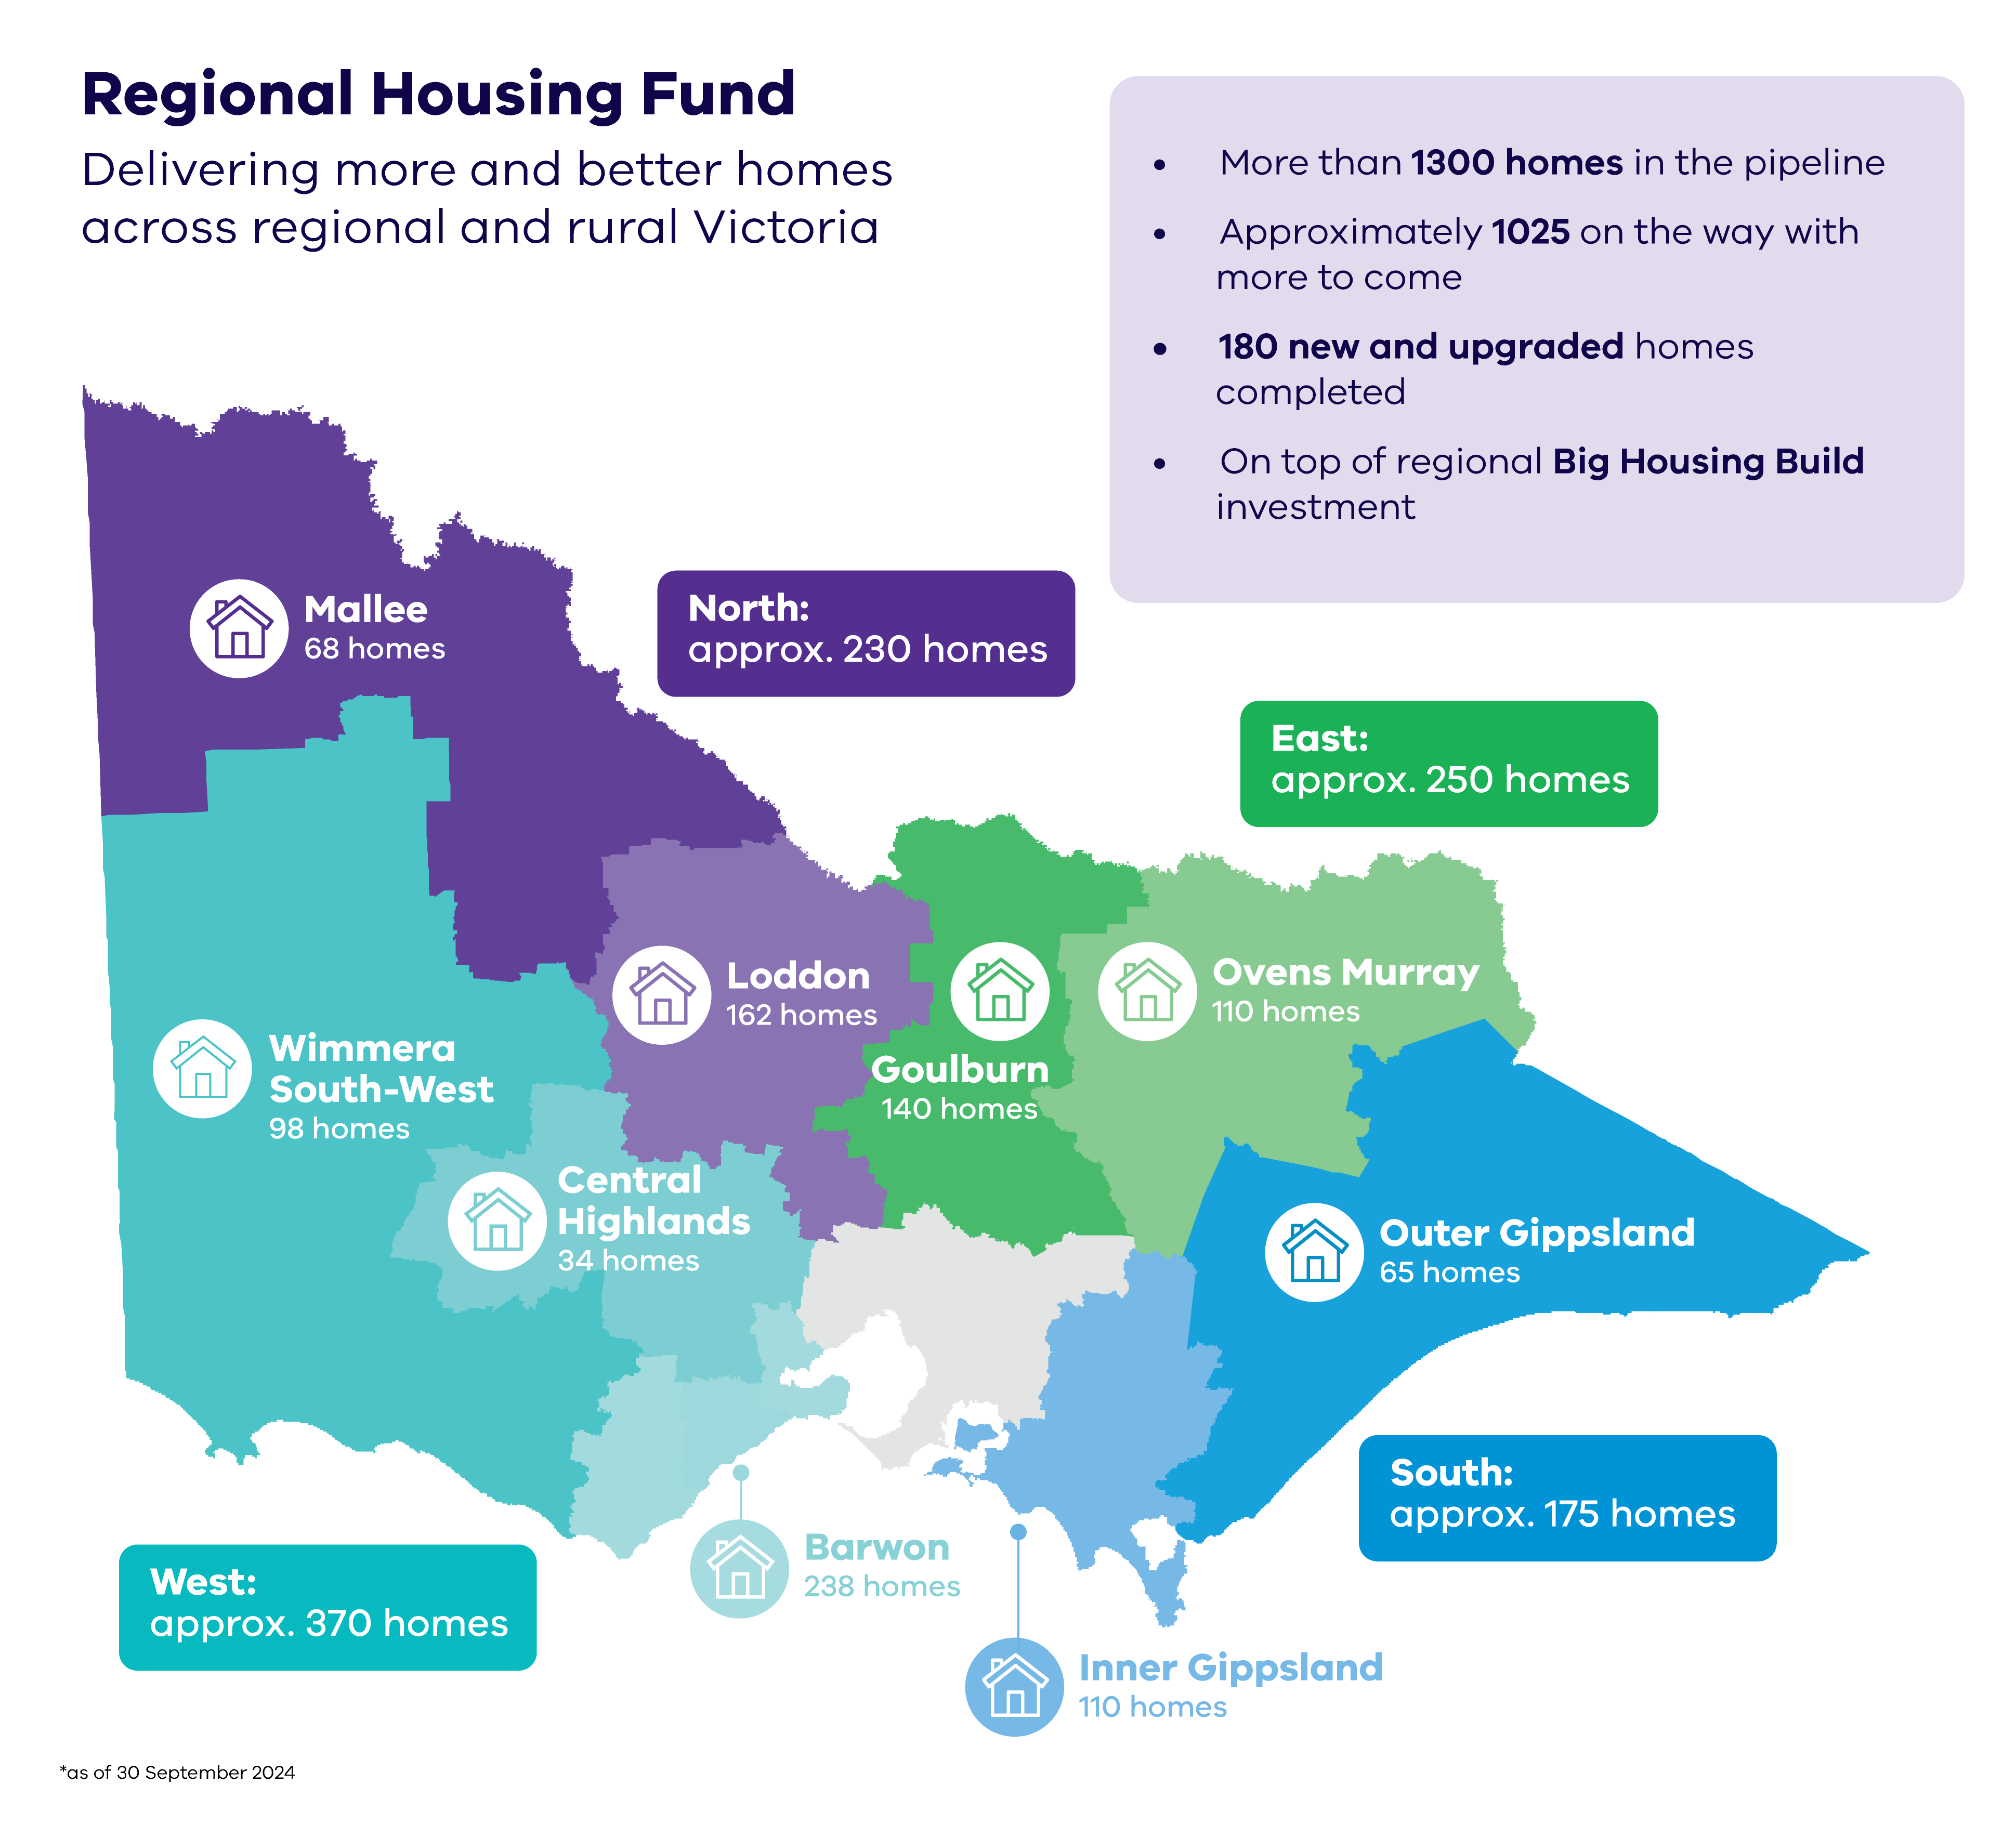 Regional Housing Fund
Delivering more and better homes
across regional and rural Victoria
• More than 1300 homes in the pipeline
• Approximately 1025 on the way with
more to come
• 180 new and upgraded homes
completed
• On top of regional Big Housing Build
investment
Mallee
68 homes
North:
approx. 230 homes
East:
approx. 250 homes
Loddon
162 homes
Goulburn
140 homes
Ovens Murray
110 homes
Wimmera
South-West
98 homes
Central
Highlands
34 homes
Outer Gippsland
65 homes
South:
approx. 175 homes
West:
approx. 370 homes
Barwon
238 homes
Inner Gippsland
110 homes
*as of 30 September 2024